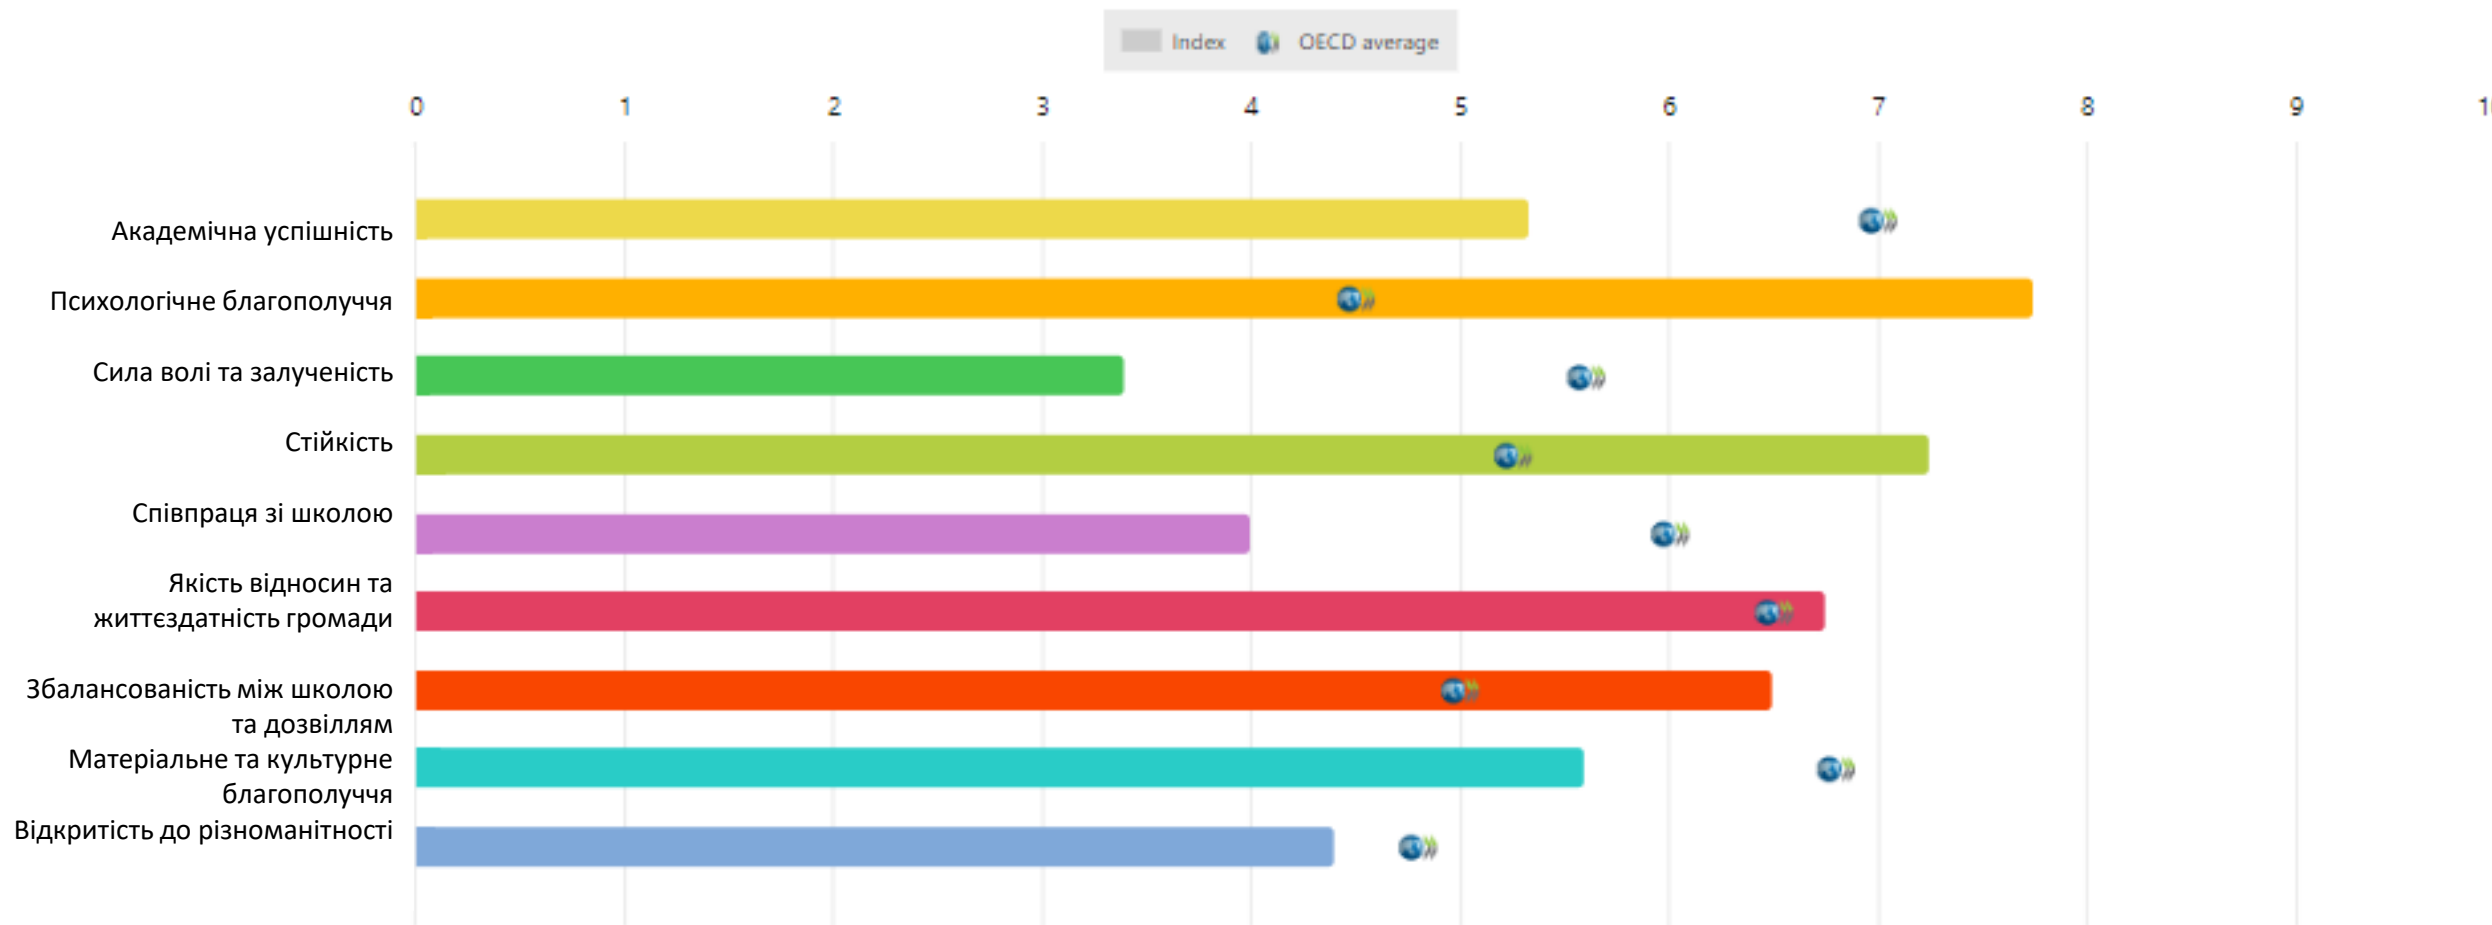 Index OECD average
0 1 2 3 4 5 6 7 8 9
Академічна успішність
Психологічне благополуччя
Сила волі та залученість
Стійкість
Співпраця зі школою
Якість відносин та
життєздатність громади
Збалансованість між школою
та дозвіллям
Матеріальне та культурне
благополуччя
Відкритість до різноманітності